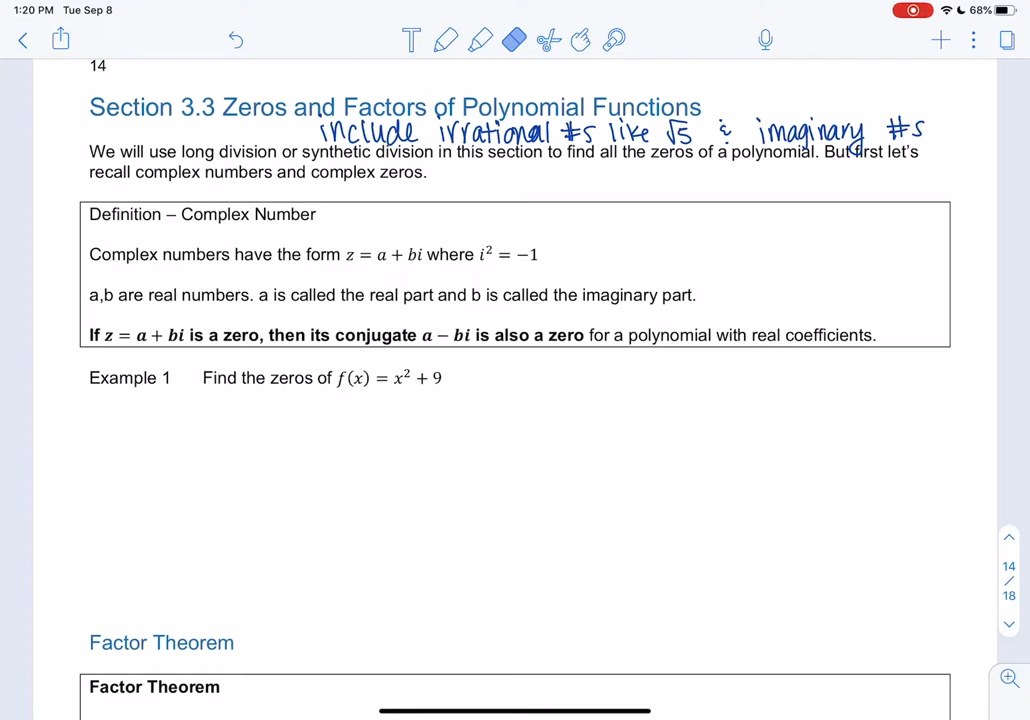 1:20 PM Tue Sep 8
68%
14
Section 3.3 Zeros and Factors of Polynomial Functions
include irrational #s like √5 & imaginary #s
We will use long division or synthetic division in this section to find all the zeros of a polynomial. But first let's
recall complex numbers and complex zeros.
Definition – Complex Number
Complex numbers have the form z = a + bi where i² = −1
a,b are real numbers. a is called the real part and b is called the imaginary part.
If z = a + bi is a zero, then its conjugate a − bi is also a zero for a polynomial with real coefficients.
Example 1 Find the zeros of f(x) = x² + 9
14
/
18
Factor Theorem
Factor Theorem